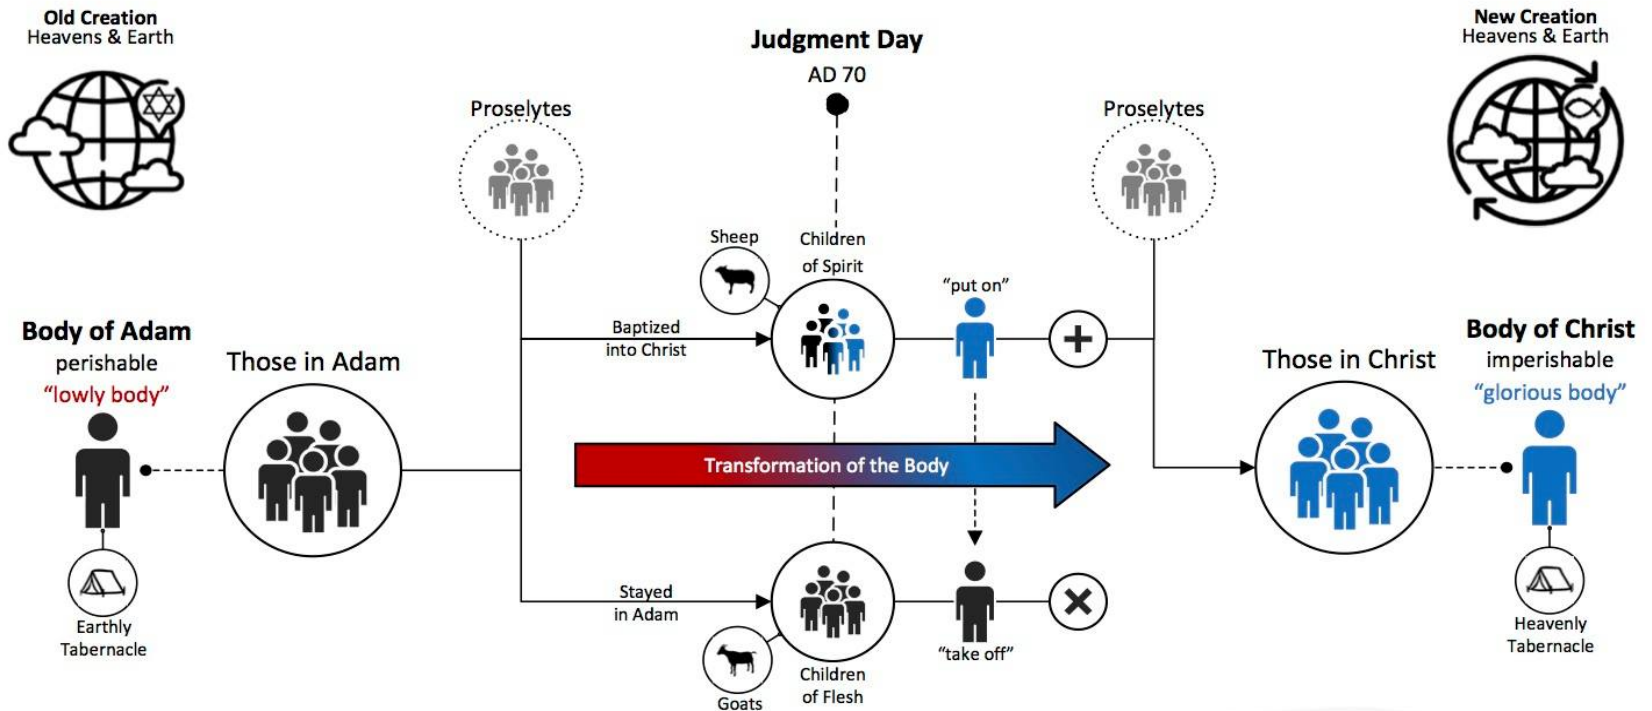 Old Creation
Heavens & Earth
Judgment Day
AD 70
New Creation
Heavens & Earth
Proselytes
Proselytes
Sheep
Children
of Spirit
“put on”
Baptized
into Christ
Body of Adam
perishable
“lowly body”
Those in Adam
Those in Christ
Body of Christ
imperishable
“glorious body”
Transformation of the Body
Earthly
Tabernacle
Stayed
in Adam
Goats
Children
of Flesh
“take off”
Heavenly
Tabernacle